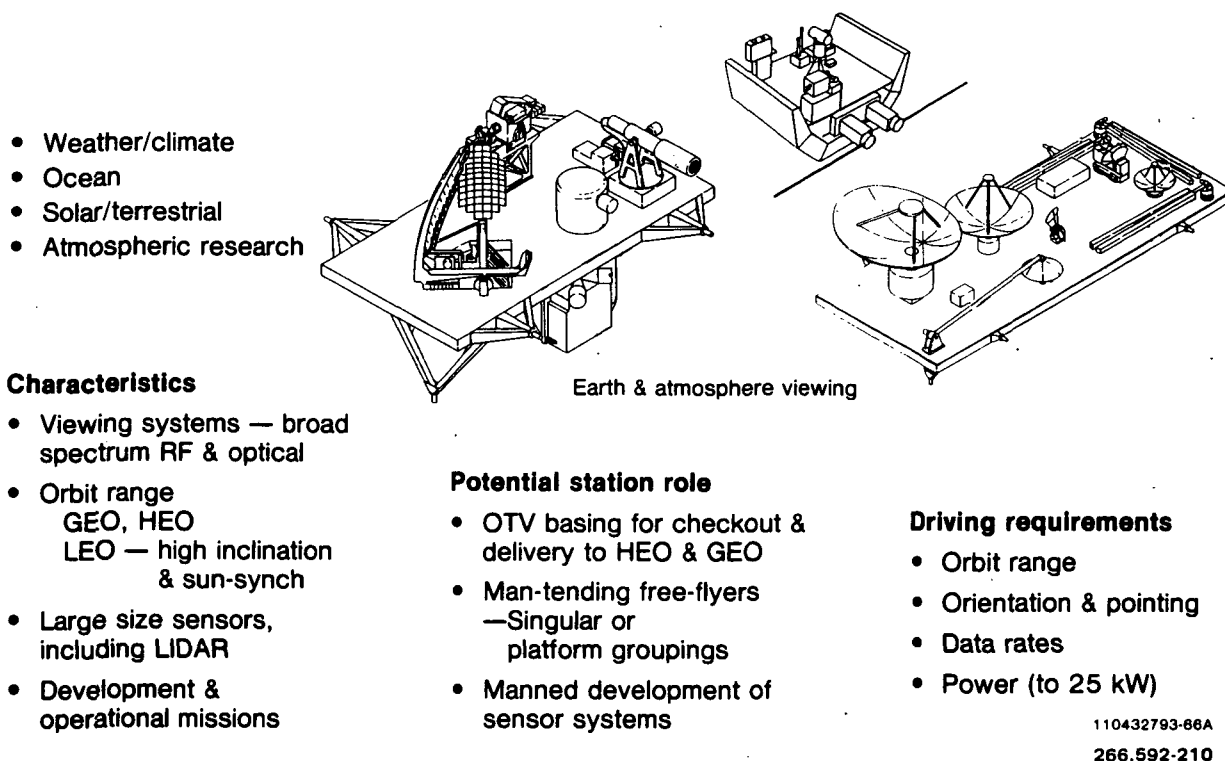 • Weather/climate
• Ocean
• Solar/terrestrial
• Atmospheric research
Earth & atmosphere viewing
Characteristics
• Viewing systems — broad
spectrum RF & optical
• Orbit range
GEO, HEO
LEO — high inclination
& sun-synch
• Large size sensors,
including LIDAR
• Development &
operational missions
Potential station role
• OTV basing for checkout &
delivery to HEO & GEO
• Man-tending free-flyers
—Singular or
platform groupings
• Manned development of
sensor systems
Driving requirements
• Orbit range
• Orientation & pointing
• Data rates
• Power (to 25 kW)
110432793-66A
266.592-210